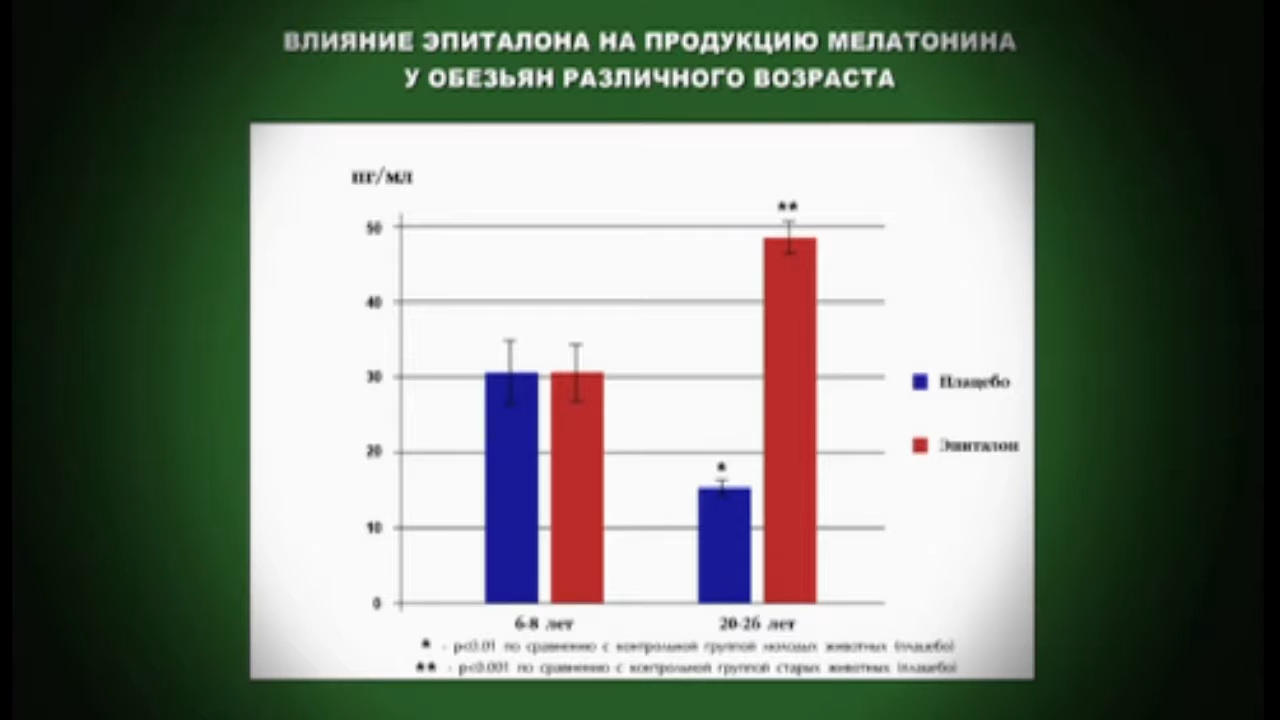 ВЛИЯНИЕ ЭПИТАЛОНА НА ПРОДУКЦИЮ МЕЛАТОНИНА
У ОБЕЗЬЯН РАЗЛИЧНОГО ВОЗРАСТА
пг/мл
**
50
40
30
Плацебо
Эпиталон
20
*
10
0
6-8 лет 20-26 лет
* - p<0.01 по сравнению с контрольной группой молодых животных (плацебо)
** - p<0.001 по сравнению с контрольной группой старых животных (плацебо)